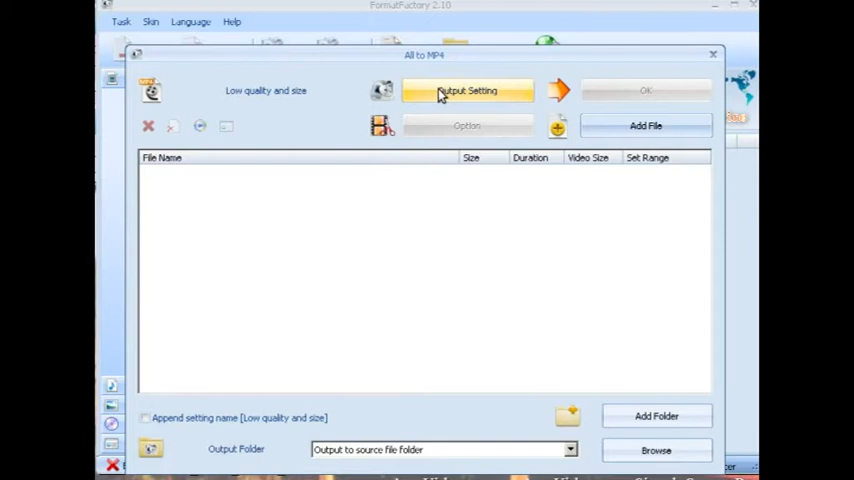 FormatFactory 2.10
Task Skin Language Help
All to MP4
Low quality and size
Output Setting
OK
Option
Add File
File Name Size Duration Video Size Set Range
Append setting name [Low quality and size]
Add Folder
Output Folder
Output to source file folder
Browse